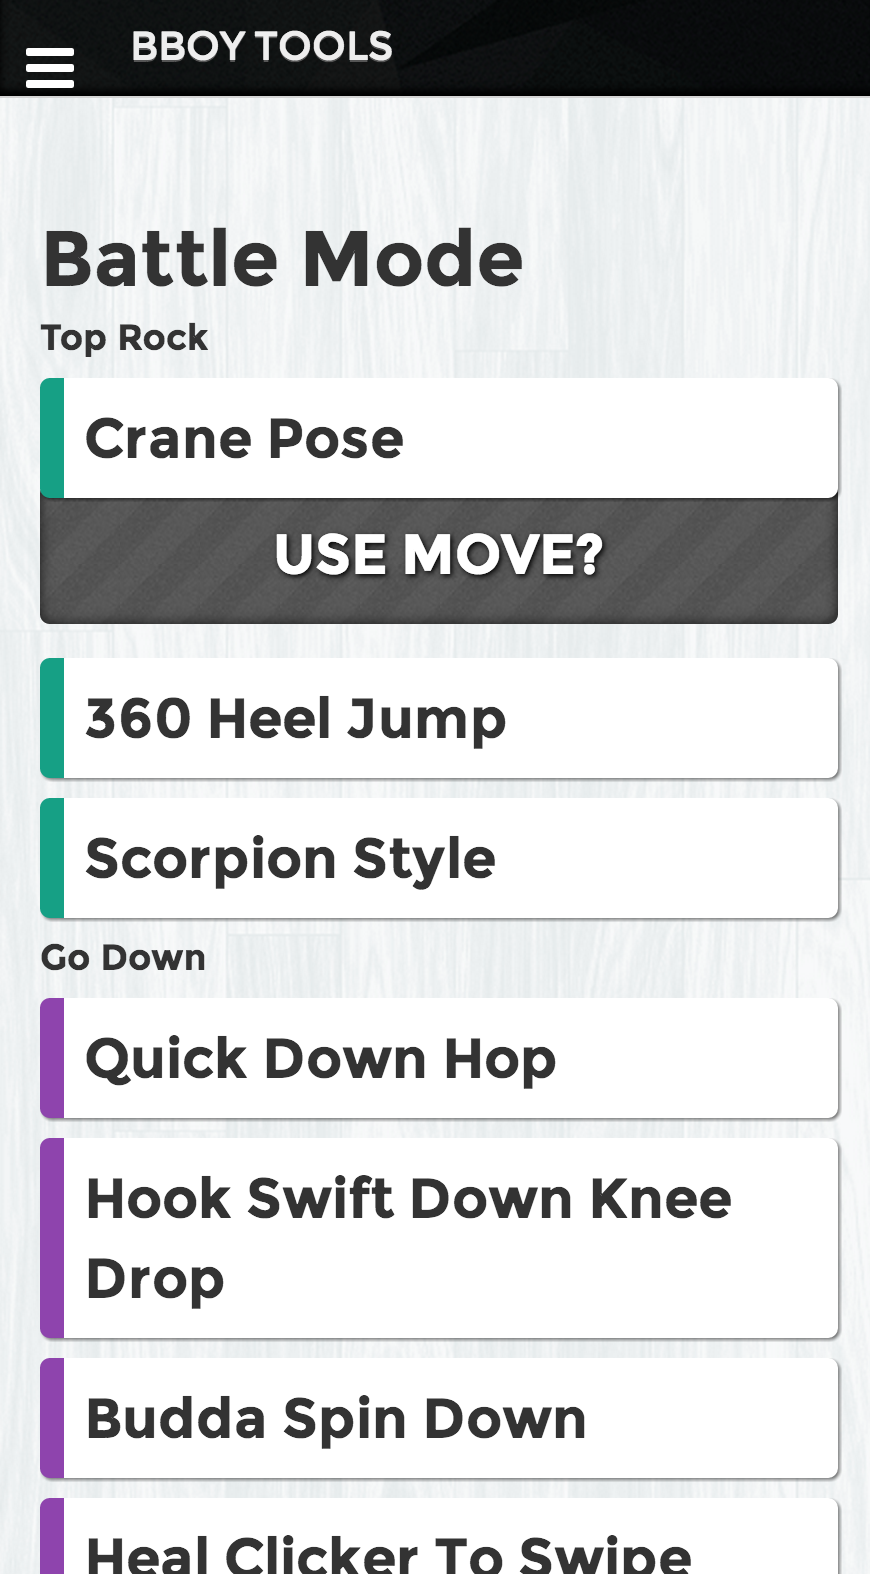 BBOY TOOLS
Battle Mode
Top Rock
Crane Pose
USE MOVE?
360 Heel Jump
Scorpion Style
Go Down
Quick Down Hop
Hook Swift Down Knee
Drop
Budda Spin Down
Heal Clicker To Swipe